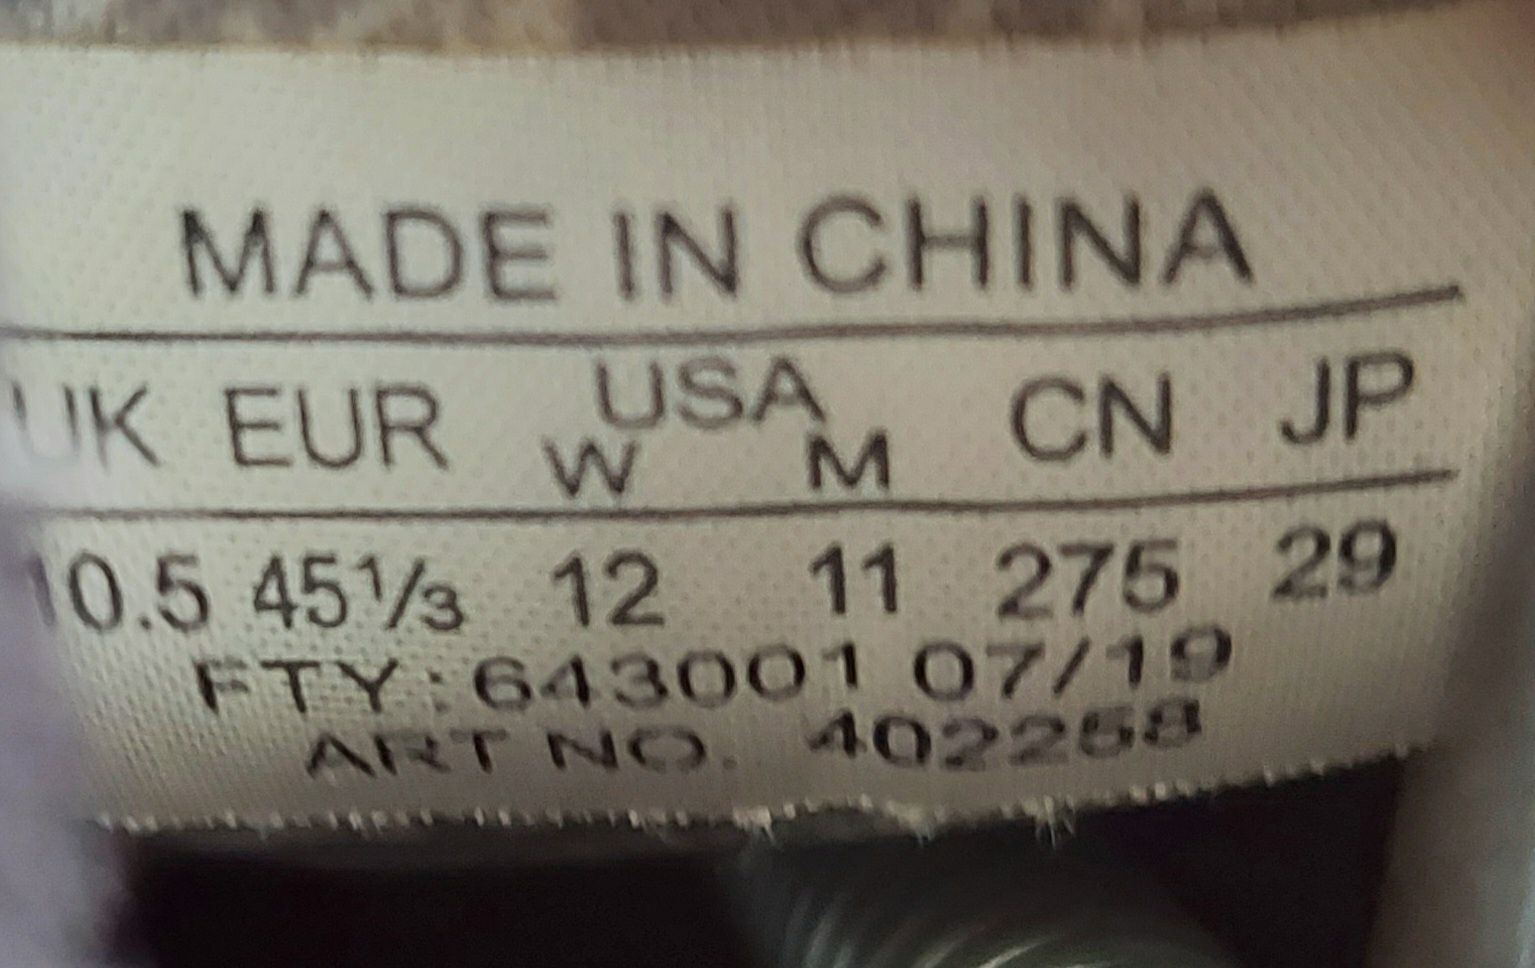 MADE IN CHINA
UK EUR USA CN JP
W M
10.5 45⅓ 12 11 275 29
FTY:643001 07/19
ART NO. 402258